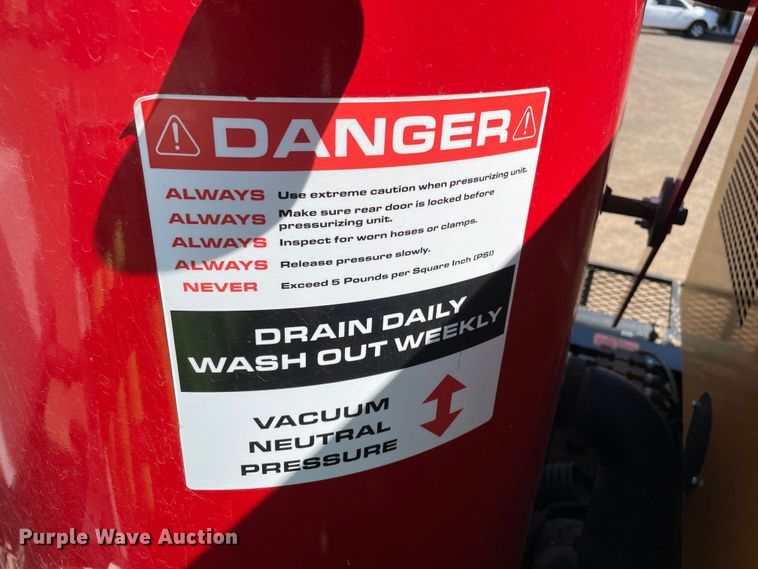 DANGER
ALWAYS Use extreme caution when pressurizing unit.
ALWAYS Make sure rear door is locked before
pressurizing unit.
ALWAYS Inspect for worn hoses or clamps.
ALWAYS Release pressure slowly.
NEVER Exceed 5 Pounds per Square Inch (PSI)
DRAIN DAILY
WASH OUT WEEKLY
VACUUM
NEUTRAL
PRESSURE
Purple Wave Auction